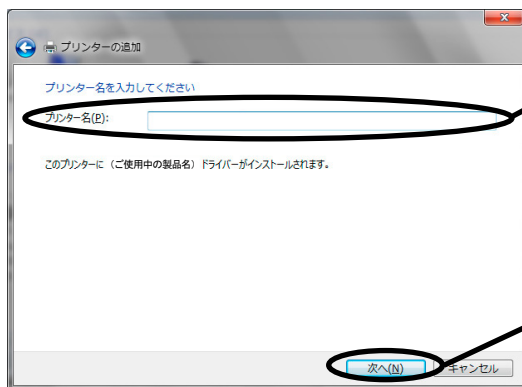 プリンターの追加
プリンター名を入力してください
プリンター名(P):
このプリンターに（ご使用中の製品名）ドライバーがインストールされます。
次へ(N) キャンセル